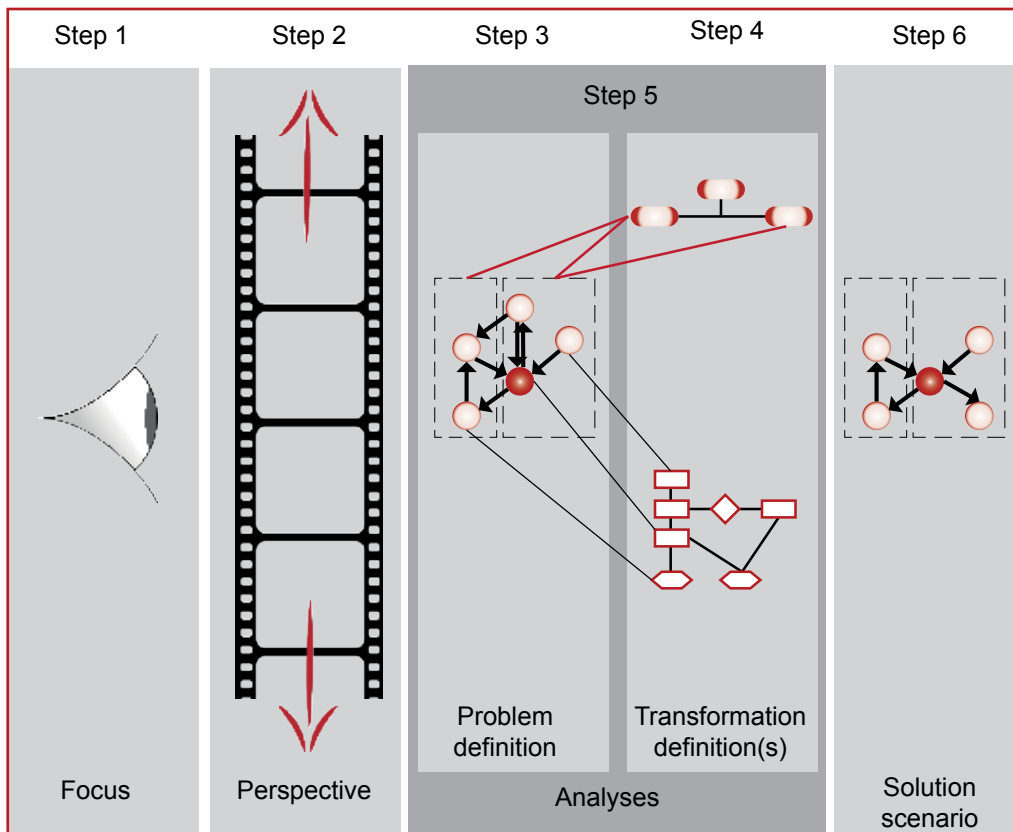 Step 1
Step 2
Step 3
Step 4
Step 6
Step 5
Problem
definition
Transformation
definition(s)
Focus
Perspective
Analyses
Solution
scenario